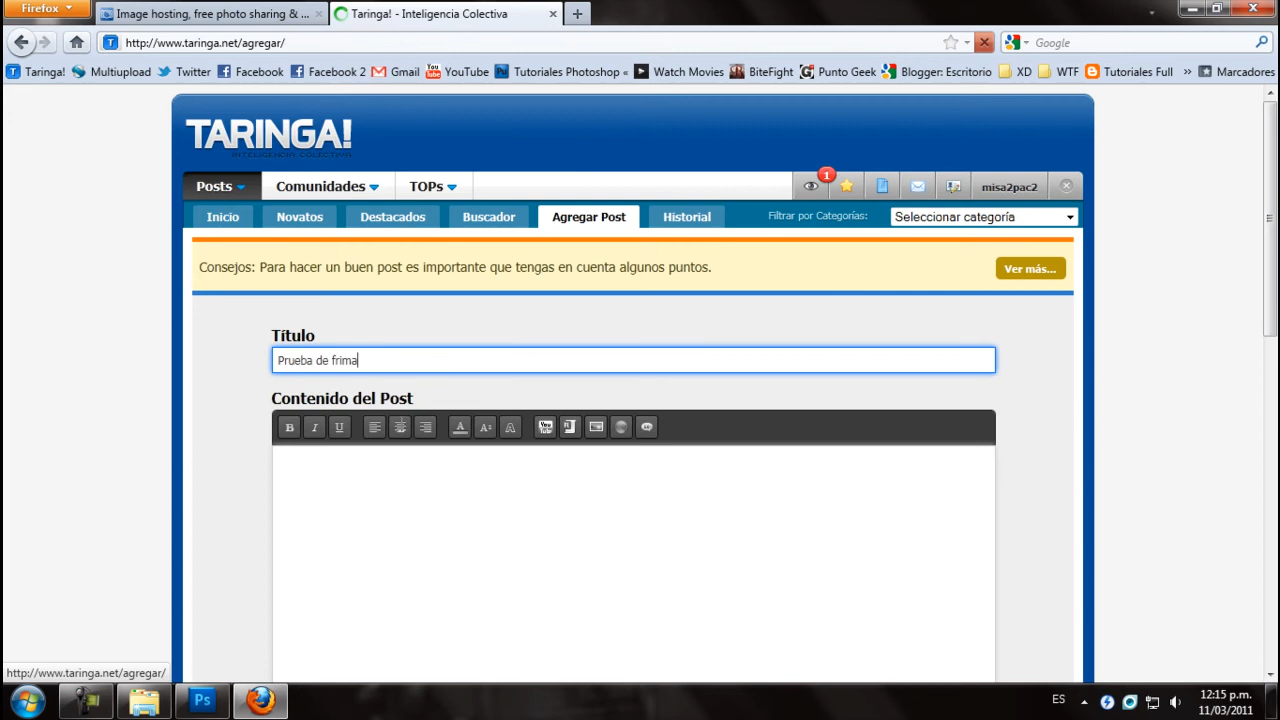 Firefox
Image hosting, free photo sharing & ...
Taringa! - Inteligencia Colectiva
http://www.taringa.net/agregar/
Google
Taringa! Multiupload Twitter Facebook Facebook 2 Gmail YouTube Tutoriales Photoshop « Watch Movies BiteFight Punto Geek Blogger: Escritorio XD WTF Tutoriales Full » Marcadores
TARINGA!
INTELIGENCIA COLECTIVA
Posts Comunidades TOPs 1 misa2pac2
Inicio Novatos Destacados Buscador Agregar Post Historial Filtrar por Categorías: Seleccionar categoría
Consejos: Para hacer un buen post es importante que tengas en cuenta algunos puntos. Ver más...
Título
Prueba de frima
Contenido del Post
B I U A A A You Tube
http://www.taringa.net/agregar/
Ps ES 12:15 p.m.
11/03/2011